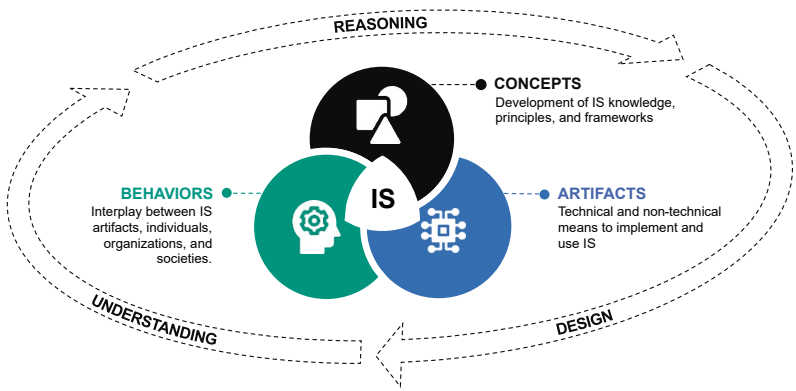 REASONING
CONCEPTS
Development of IS knowledge,
principles, and frameworks
IS
BEHAVIORS
Interplay between IS
artifacts, individuals,
organizations, and
societies.
ARTIFACTS
Technical and non-technical
means to implement and
use IS
UNDERSTANDING
DESIGN